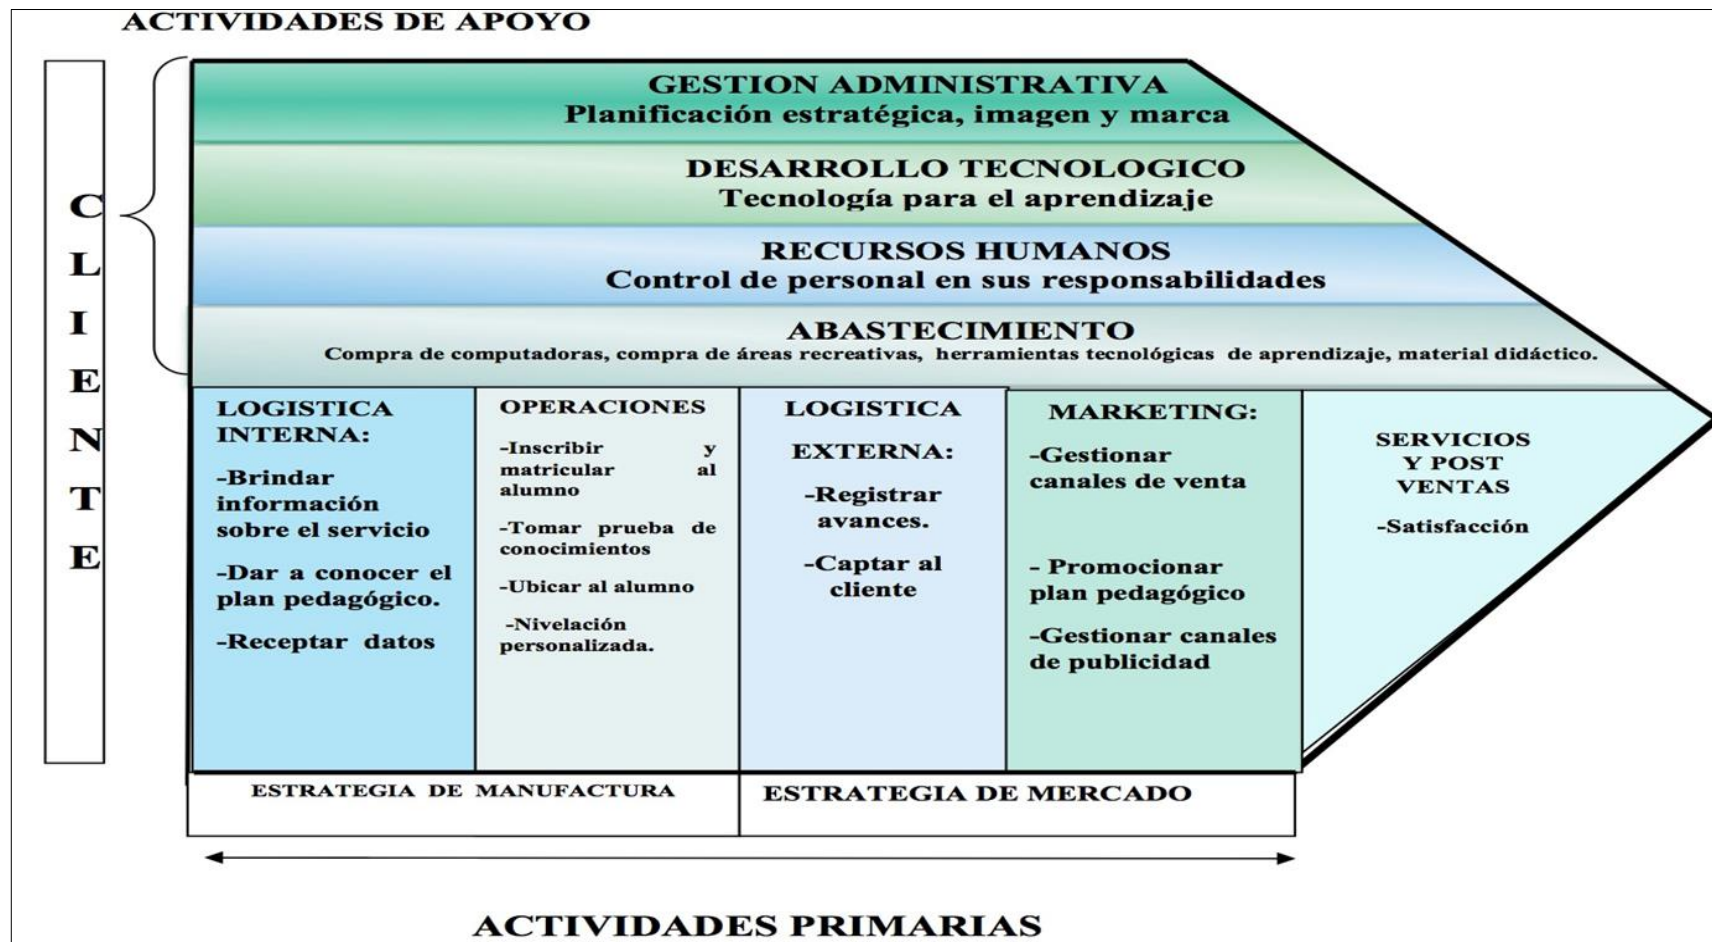 ACTIVIDADES DE APOYO
CLIENTE
GESTION ADMINISTRATIVA
Planificación estratégica, imagen y marca
DESARROLLO TECNOLOGICO
Tecnología para el aprendizaje
RECURSOS HUMANOS
Control de personal en sus responsabilidades
ABASTECIMIENTO
Compra de computadoras, compra de áreas recreativas, herramientas tecnológicas de aprendizaje, material didáctico.
LOGISTICA
INTERNA:
-Brindar
información
sobre el servicio
-Dar a conocer el
plan pedagógico.
-Receptar datos
OPERACIONES
-Inscribir y
matricular al
alumno
-Tomar prueba de
conocimientos
-Ubicar al alumno
-Nivelación
personalizada.
LOGISTICA
EXTERNA:
-Registrar
avances.
-Captar al
cliente
MARKETING:
-Gestionar
canales de venta
- Promocionar
plan pedagógico
-Gestionar canales
de publicidad
SERVICIOS
Y POST
VENTAS
-Satisfacción
ESTRATEGIA DE MANUFACTURA
ESTRATEGIA DE MERCADO
ACTIVIDADES PRIMARIAS